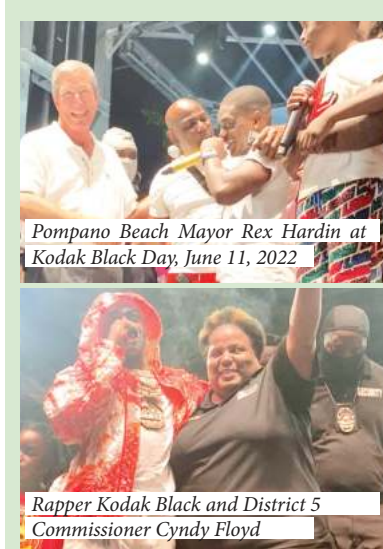 Pompano Beach Mayor Rex Hardin at
Kodak Black Day, June 11, 2022
Rapper Kodak Black and District 5
Commissioner Cyndy Floyd